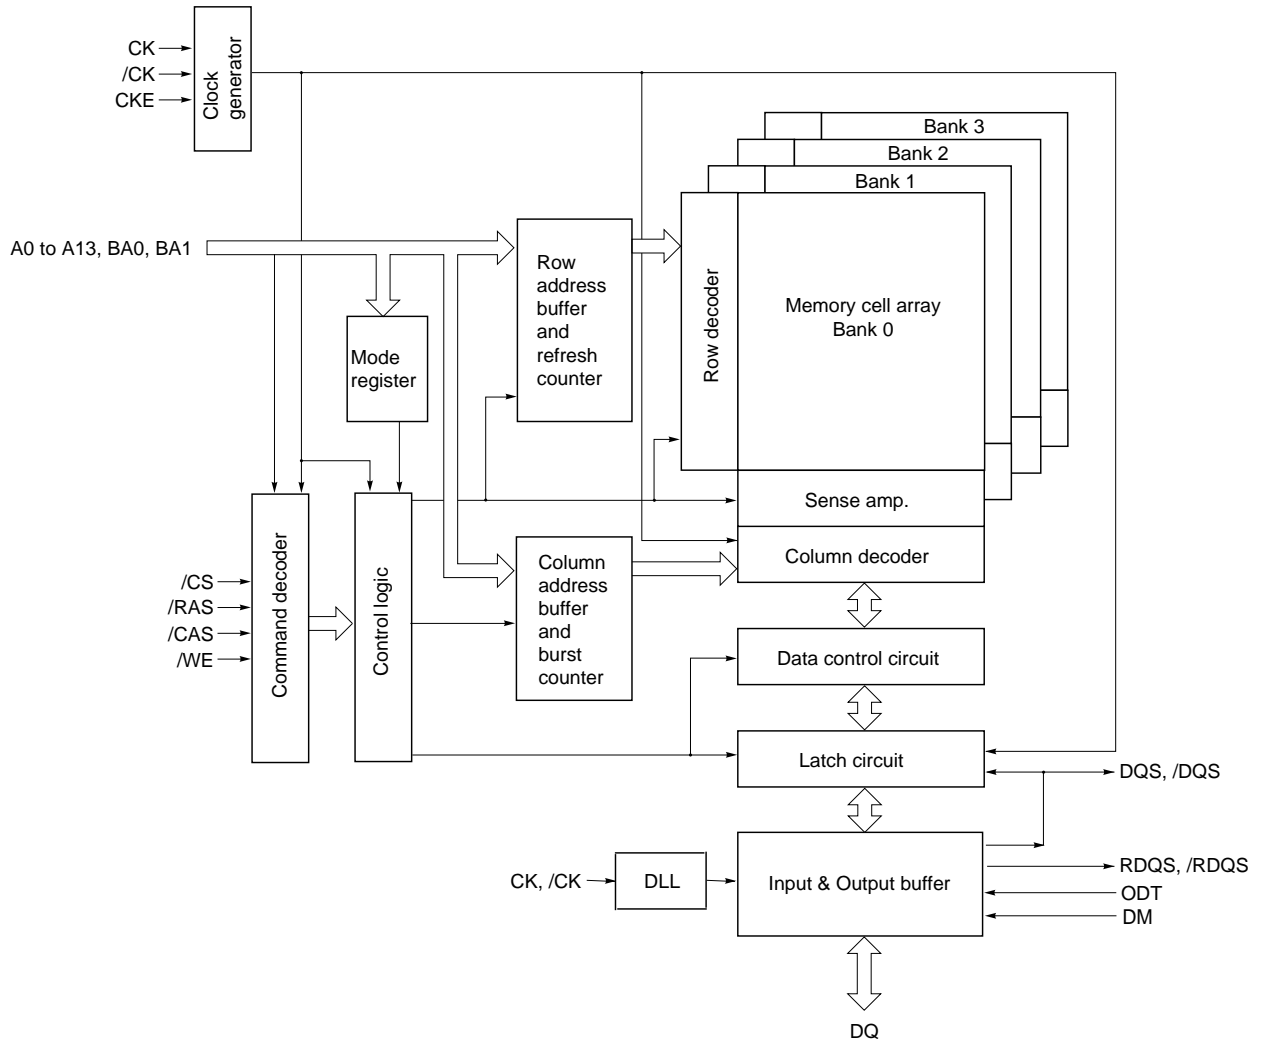 CK
/CK
CKE
Clock
generator
Bank 3
Bank 2
Bank 1
A0 to A13, BA0, BA1
Row
address
buffer
and
refresh
counter
Row decoder
Memory cell array
Bank 0
Mode
register
Sense amp.
Column decoder
/CS
/RAS
/CAS
/WE
Command decoder
Control logic
Column
address
buffer
and
burst
counter
Data control circuit
Latch circuit
DQS, /DQS
CK, /CK
DLL
Input & Output buffer
RDQS, /RDQS
ODT
DM
DQ